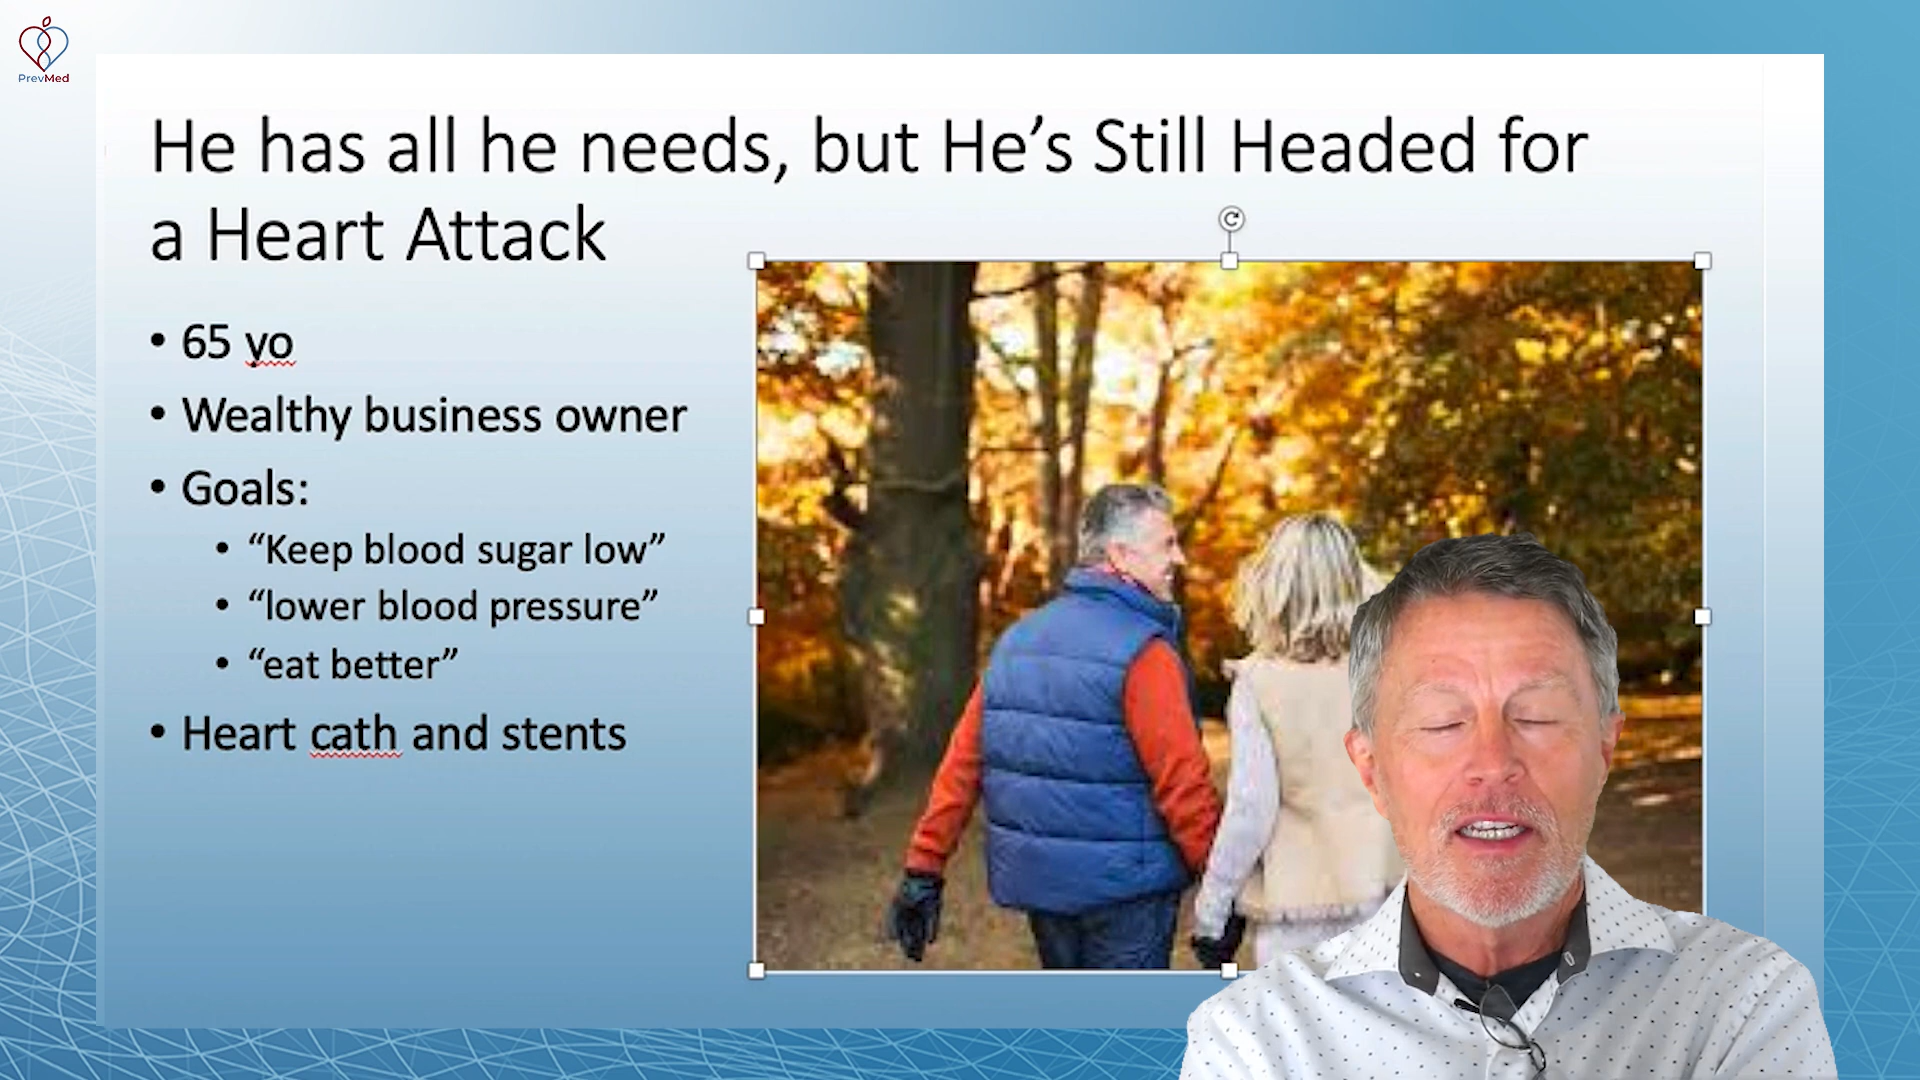 PrevMed
He has all he needs, but He’s Still Headed for
a Heart Attack
• 65 yo
• Wealthy business owner
• Goals:
• “Keep blood sugar low”
• “lower blood pressure”
• “eat better”
• Heart cath and stents